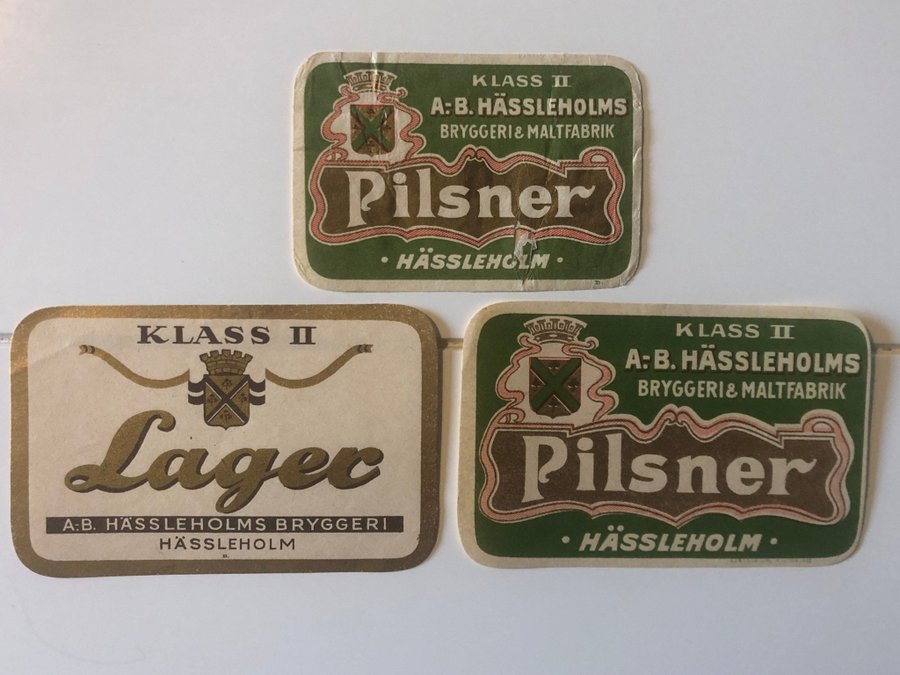 KLASS II
A.-B. HÄSSLEHOLMS
BRYGGERI & MALTFABRIK
Pilsner
· HÄSSLEHOLM ·
KLASS II
Lager
A.-B. HÄSSLEHOLMS BRYGGERI
HÄSSLEHOLM
KLASS II
A.-B. HÄSSLEHOLMS
BRYGGERI & MALTFABRIK
Pilsner
· HÄSSLEHOLM ·